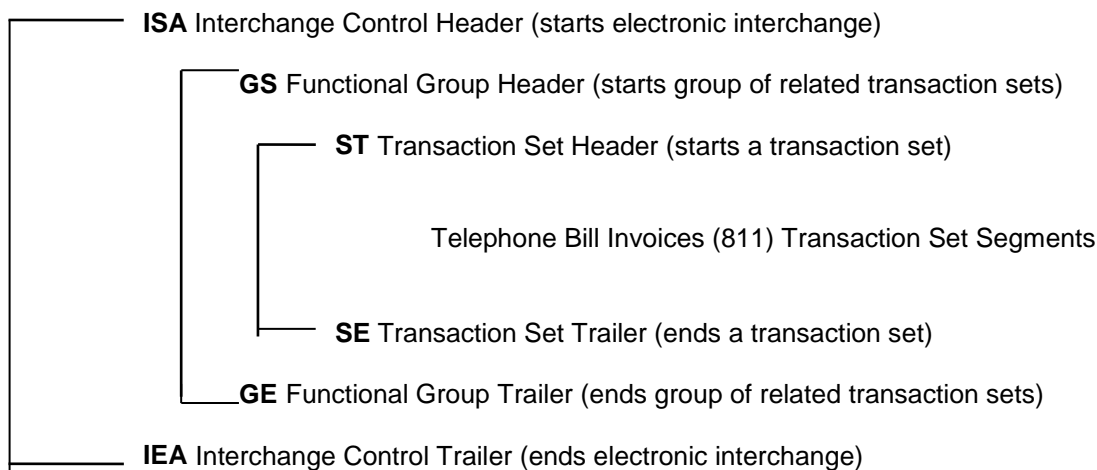 ISA Interchange Control Header (starts electronic interchange)
GS Functional Group Header (starts group of related transaction sets)
ST Transaction Set Header (starts a transaction set)
Telephone Bill Invoices (811) Transaction Set Segments
SE Transaction Set Trailer (ends a transaction set)
GE Functional Group Trailer (ends group of related transaction sets)
IEA Interchange Control Trailer (ends electronic interchange)